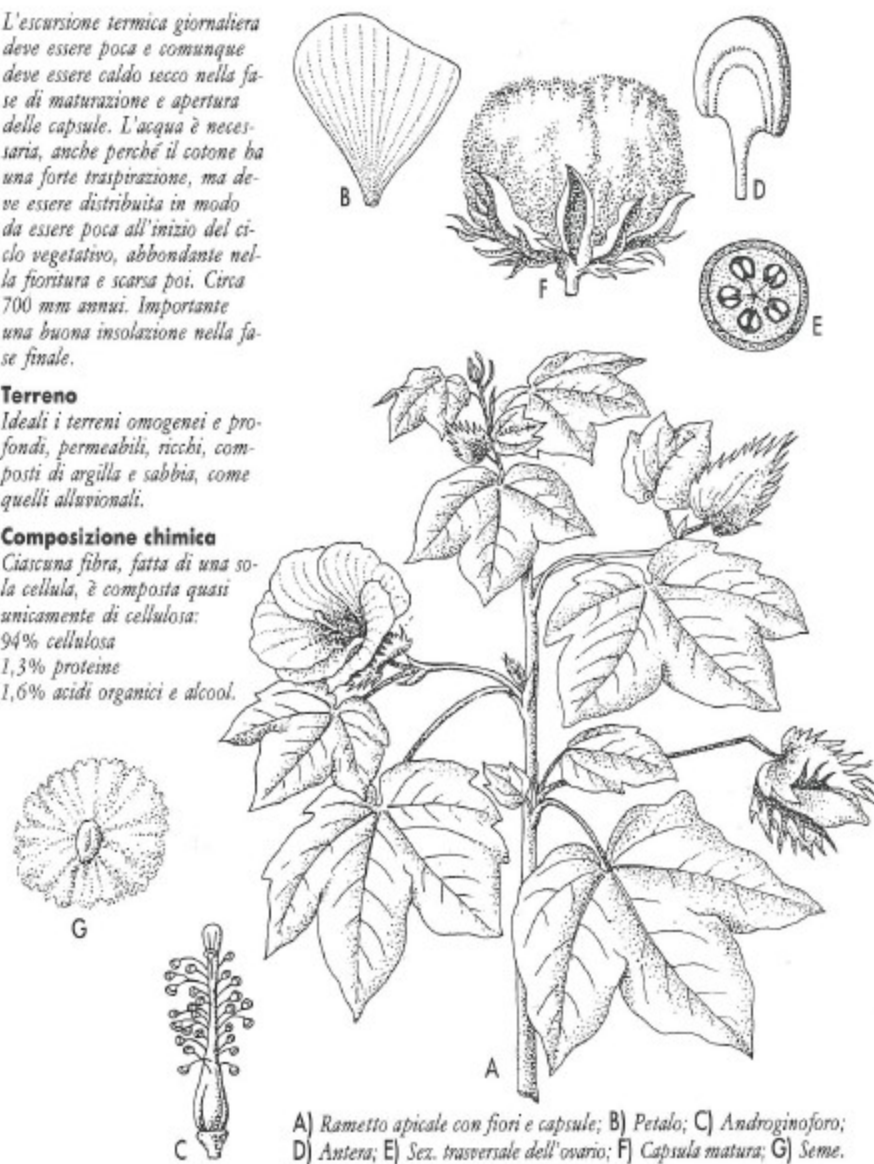 L'escursione termica giornaliera
deve essere poca e comunque
deve essere caldo secco nella fa-
se di maturazione e apertura
delle capsule. L'acqua è neces-
saria, anche perché il cotone ha
una forte traspirazione, ma de-
ve essere distribuita in modo
da essere poca all'inizio del ci-
clo vegetativo, abbondante nel-
la fioritura e scarsa poi. Circa
700 mm annui. Importante
una buona insolazione nella fa-
se finale.
Terreno
Ideali i terreni omogenei e pro-
fondi, permeabili, ricchi, com-
posti di argilla e sabbia, come
quelli alluvionali.
Composizione chimica
Ciascuna fibra, fatta di una so-
la cellula, è composta quasi
unicamente di cellulosa:
94% cellulosa
1,3% proteine
1,6% acidi organici e alcool.
B
F
D
E
G
C
A
A) Rametto apicale con fiori e capsule; B) Petalo; C) Androginoforo;
D) Antera; E) Sez. trasversale dell'ovario; F) Capsula matura; G) Seme.